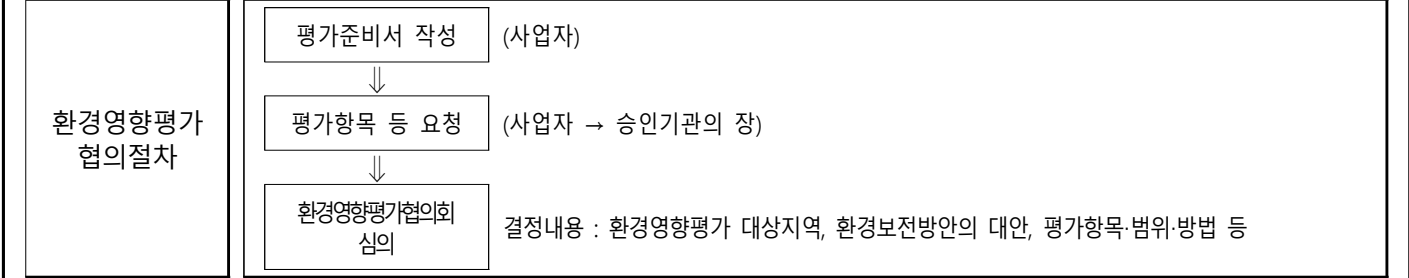 환경영향평가
협의절차
평가준비서 작성 (사업자)
⇓
평가항목 등 요청 (사업자 → 승인기관의 장)
⇓
환경영향평가협의회
심의
결정내용 : 환경영향평가 대상지역, 환경보전방안의 대안, 평가항목·범위·방법 등